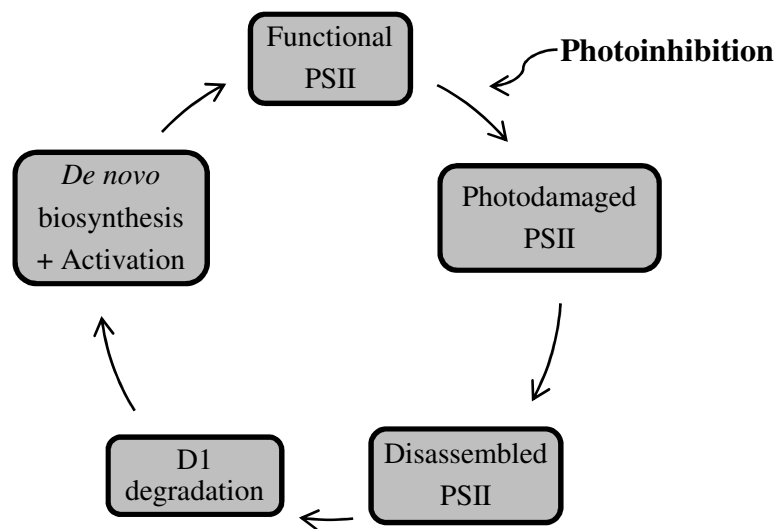 Functional
PSII
Photoinhibition
Photodamaged
PSII
Disassembled
PSII
D1
degradation
De novo
biosynthesis
+ Activation